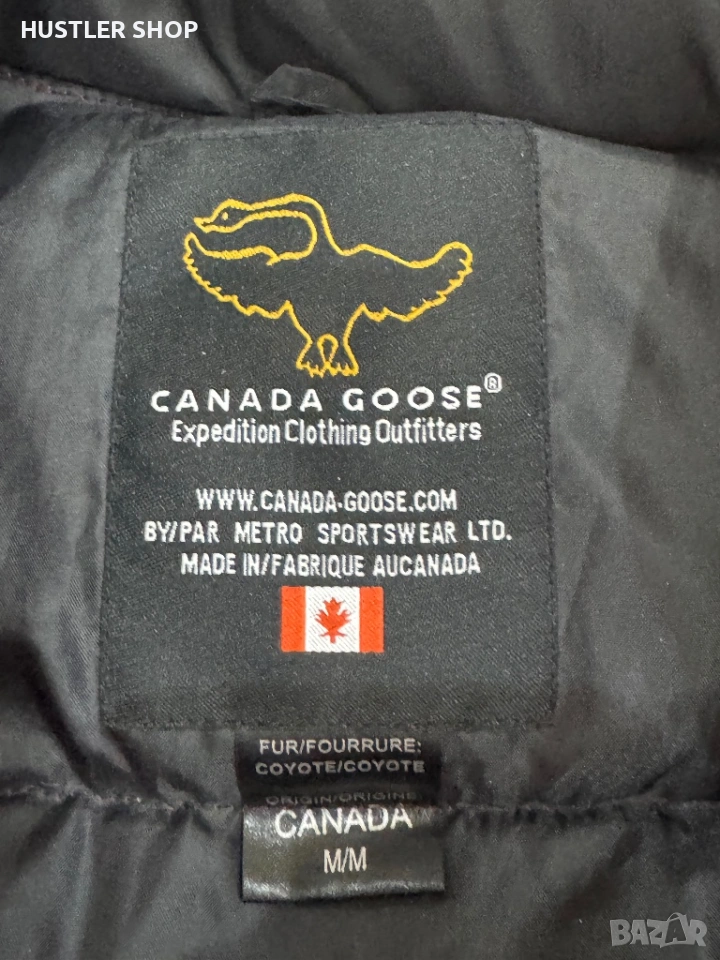 HUSTLER SHOP
CANADA GOOSE®
Expedition Clothing Outfitters
WWW.CANADA-GOOSE.COM
BY/PAR METRO SPORTSWEAR LTD.
MADE IN/FABRIQUE AUCANADA
FUR/FOURRURE:
COYOTE/COYOTE
ORIGIN/ORIGINE
CANADA
M/M
BAZAR